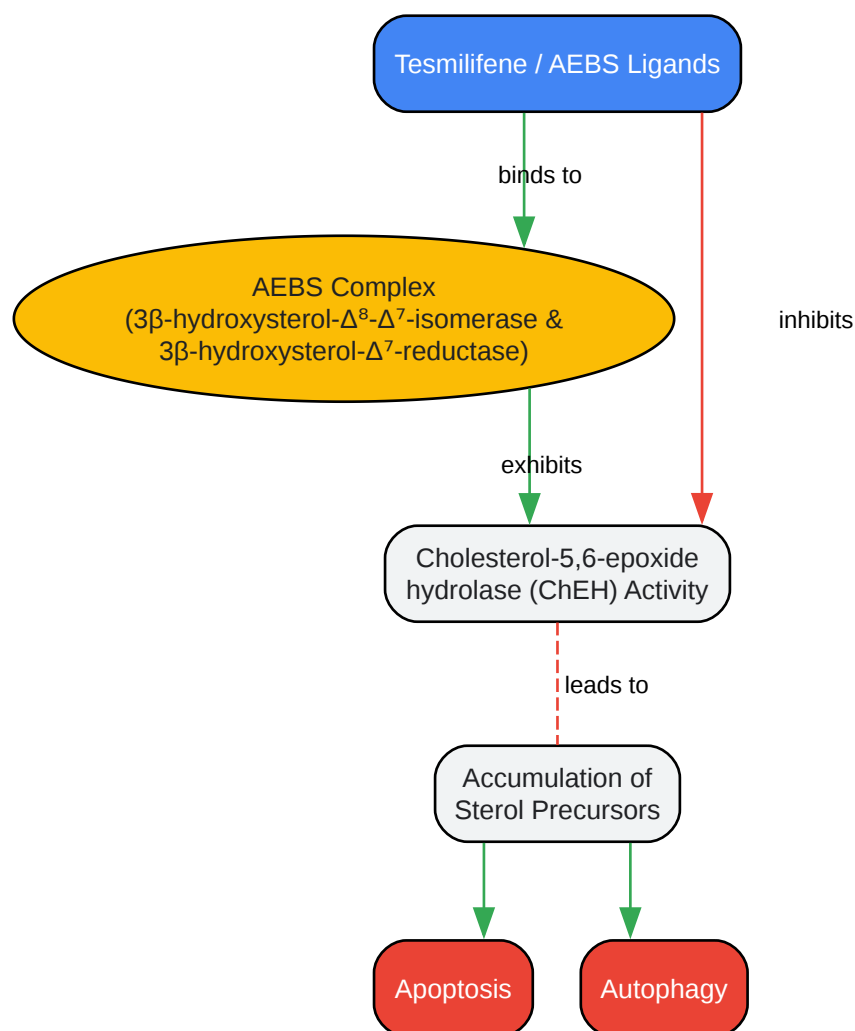 Tesmilifene / AEBS Ligands
binds to
AEBS Complex
(3β-hydroxysterol-Δ⁸-Δ⁷-isomerase &
3β-hydroxysterol-Δ⁷-reductase)
inhibits
exhibits
Cholesterol-5,6-epoxide
hydrolase (ChEH) Activity
leads to
Accumulation of
Sterol Precursors
Apoptosis
Autophagy